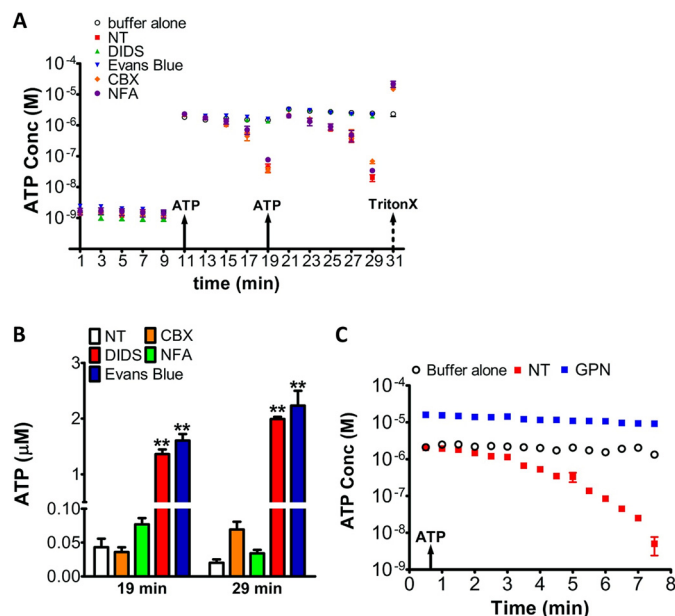 A
buffer alone
NT
DIDS
Evans Blue
CBX
NFA
ATP Conc (M)
10⁻⁴
10⁻⁵
10⁻⁶
10⁻⁷
10⁻⁸
10⁻⁹
ATP
ATP
TritonX
1 3 5 7 9 11 13 15 17 19 21 23 25 27 29 31
time (min)
B
NT
CBX
DIDS
NFA
Evans Blue
ATP (µM)
3
2
1
0.10
0.05
0.00
** **
** **
19 min
29 min
C
Buffer alone NT GPN
ATP Conc (M)
10⁻⁴
10⁻⁵
10⁻⁶
10⁻⁷
10⁻⁸
10⁻⁹
ATP
0 1 2 3 4 5 6 7 8
Time (min)